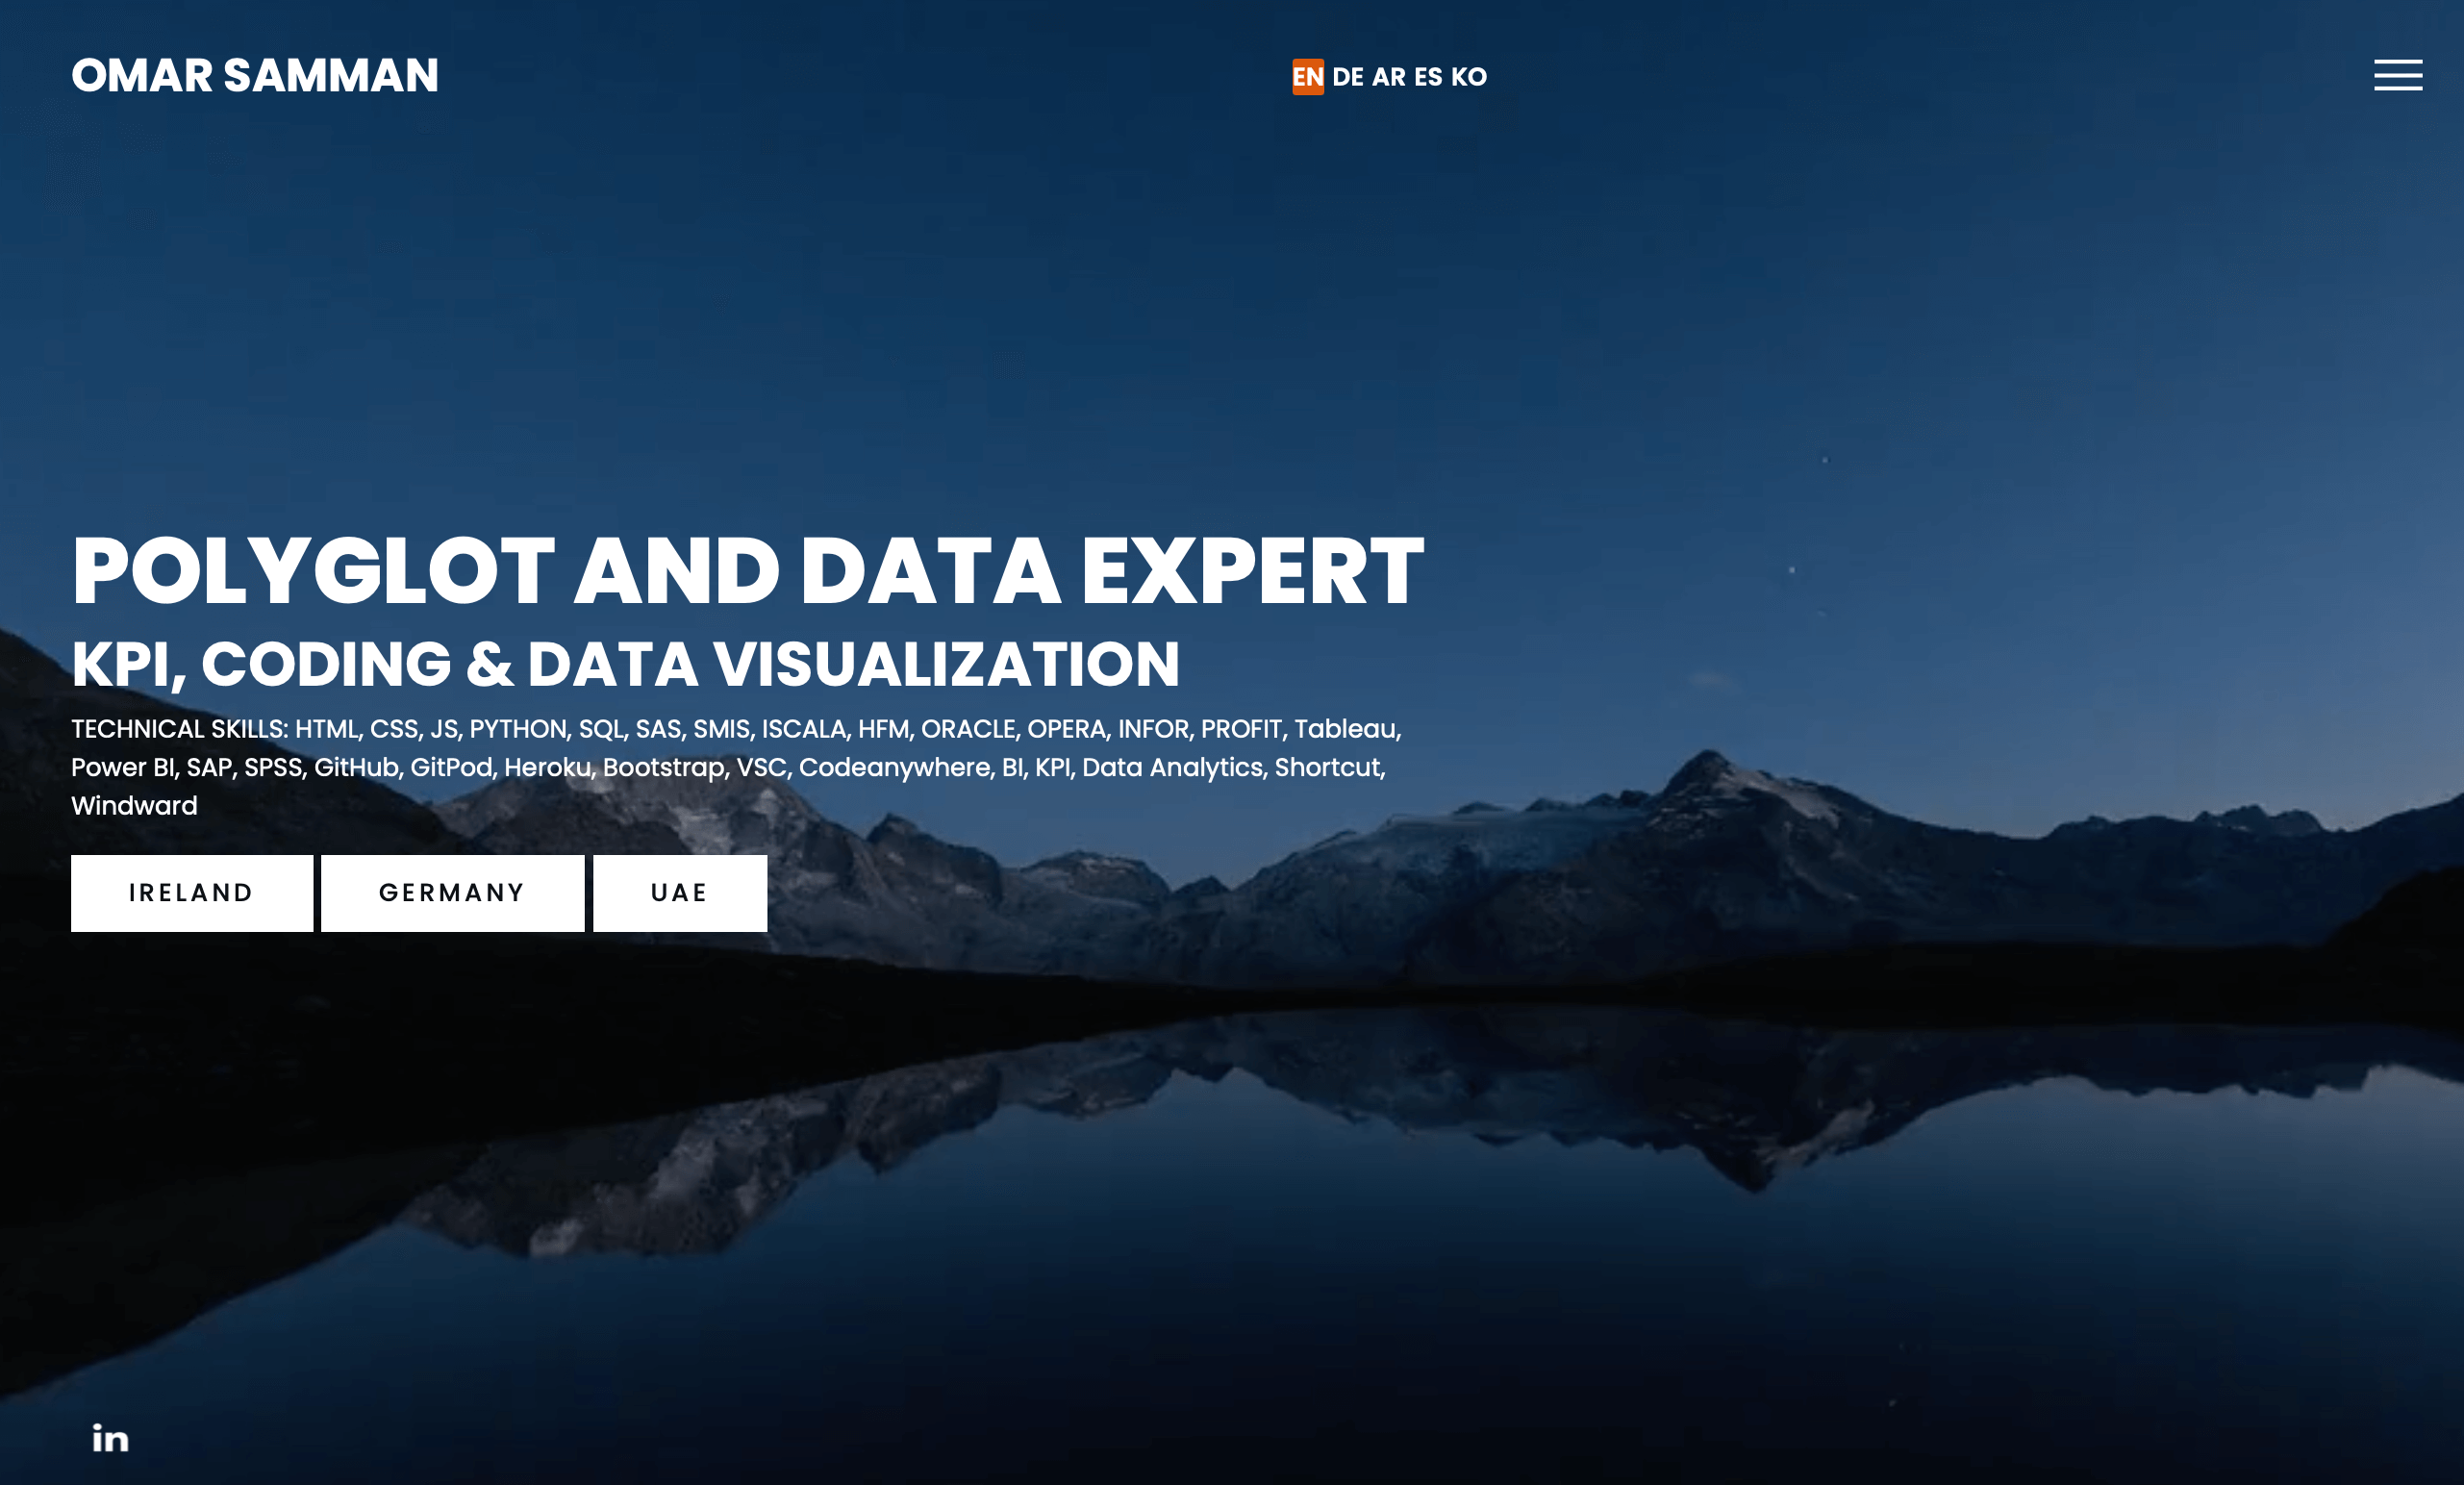 OMAR SAMMAN
EN DE AR ES KO
POLYGLOT AND DATA EXPERT
KPI, CODING & DATA VISUALIZATION
TECHNICAL SKILLS: HTML, CSS, JS, PYTHON, SQL, SAS, SMIS, ISCALA, HFM, ORACLE, OPERA, INFOR, PROFIT, Tableau,
Power BI, SAP, SPSS, GitHub, GitPod, Heroku, Bootstrap, VSC, Codeanywhere, BI, KPI, Data Analytics, Shortcut,
Windward
IRELAND GERMANY UAE
in